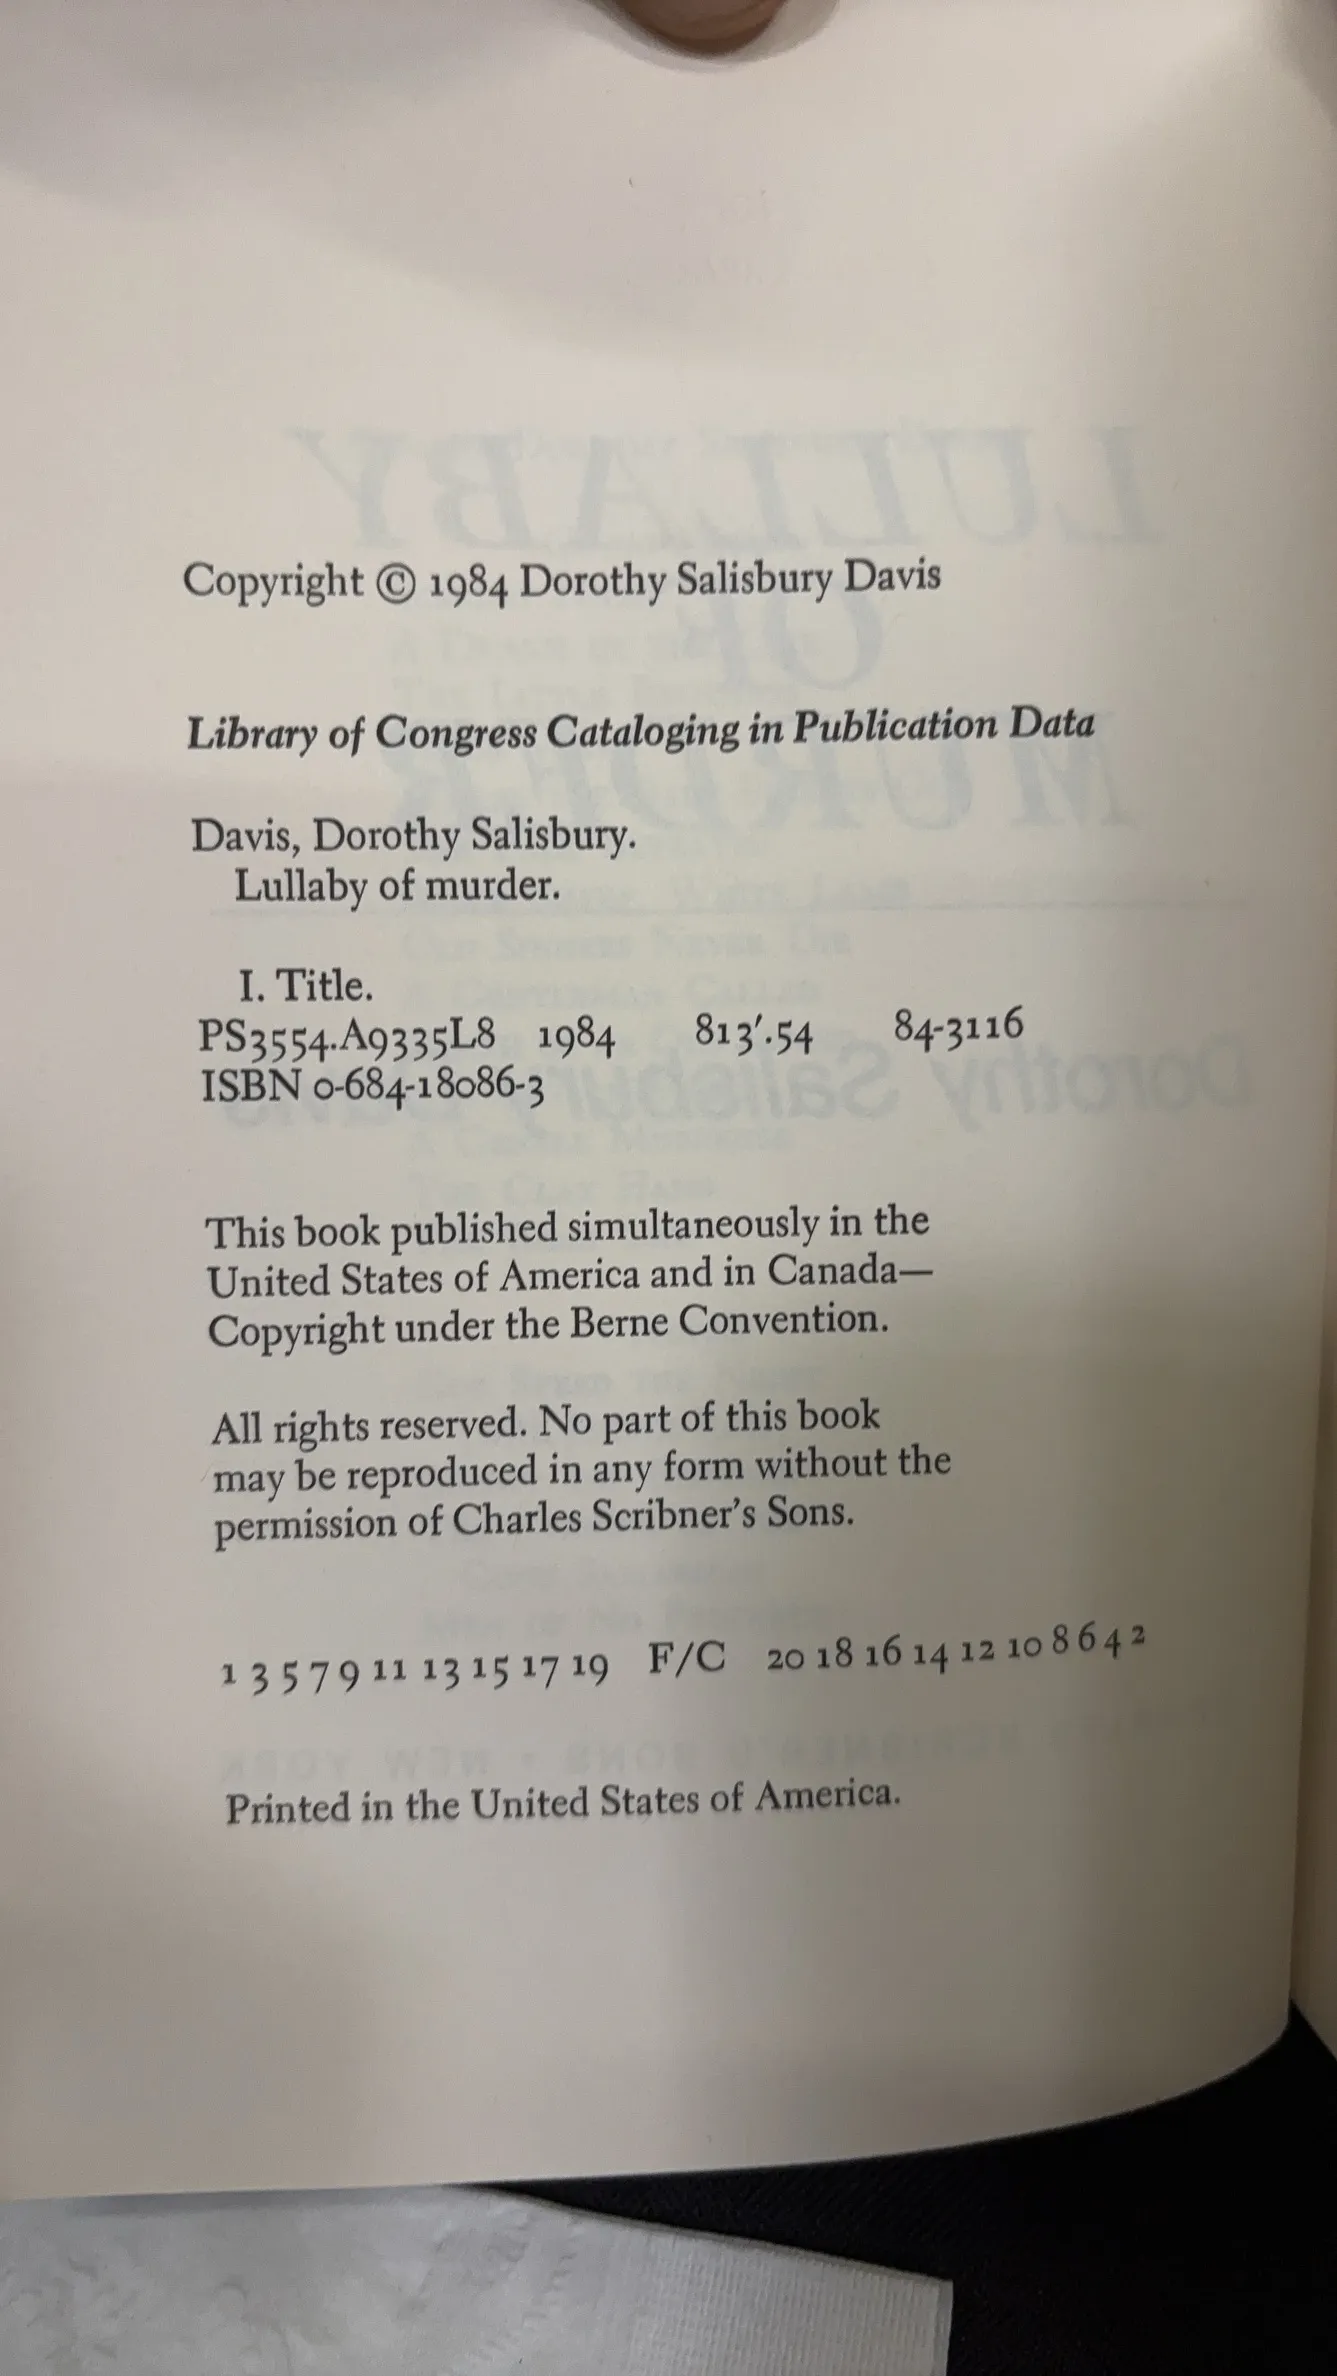 Copyright © 1984 Dorothy Salisbury Davis
Library of Congress Cataloging in Publication Data
Davis, Dorothy Salisbury.
Lullaby of murder.
I. Title.
PS3554.A9335L8 1984 813′.54 84-3116
ISBN 0-684-18086-3
This book published simultaneously in the
United States of America and in Canada—
Copyright under the Berne Convention.
All rights reserved. No part of this book
may be reproduced in any form without the
permission of Charles Scribner's Sons.
1 3 5 7 9 11 13 15 17 19 F/C 20 18 16 14 12 10 8 6 4 2
Printed in the United States of America.